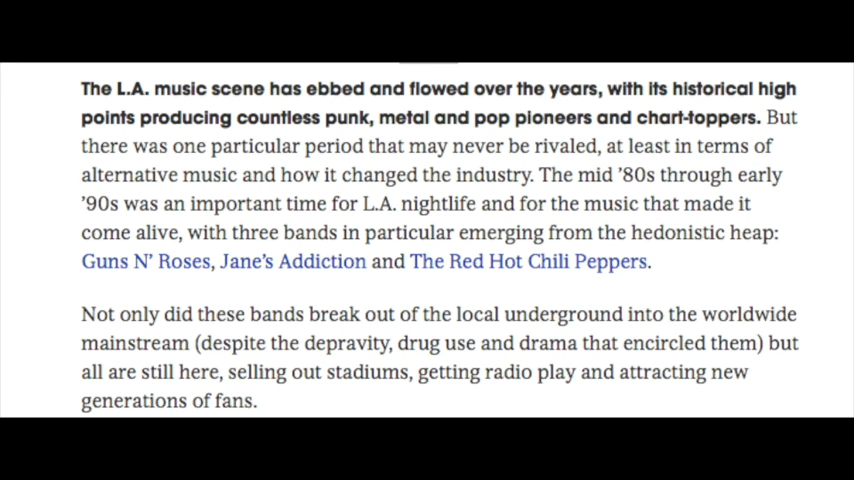 The L.A. music scene has ebbed and flowed over the years, with its historical high
points producing countless punk, metal and pop pioneers and chart-toppers. But
there was one particular period that may never be rivaled, at least in terms of
alternative music and how it changed the industry. The mid ’80s through early
’90s was an important time for L.A. nightlife and for the music that made it
come alive, with three bands in particular emerging from the hedonistic heap:
Guns N’ Roses, Jane’s Addiction and The Red Hot Chili Peppers.
Not only did these bands break out of the local underground into the worldwide
mainstream (despite the depravity, drug use and drama that encircled them) but
all are still here, selling out stadiums, getting radio play and attracting new
generations of fans.